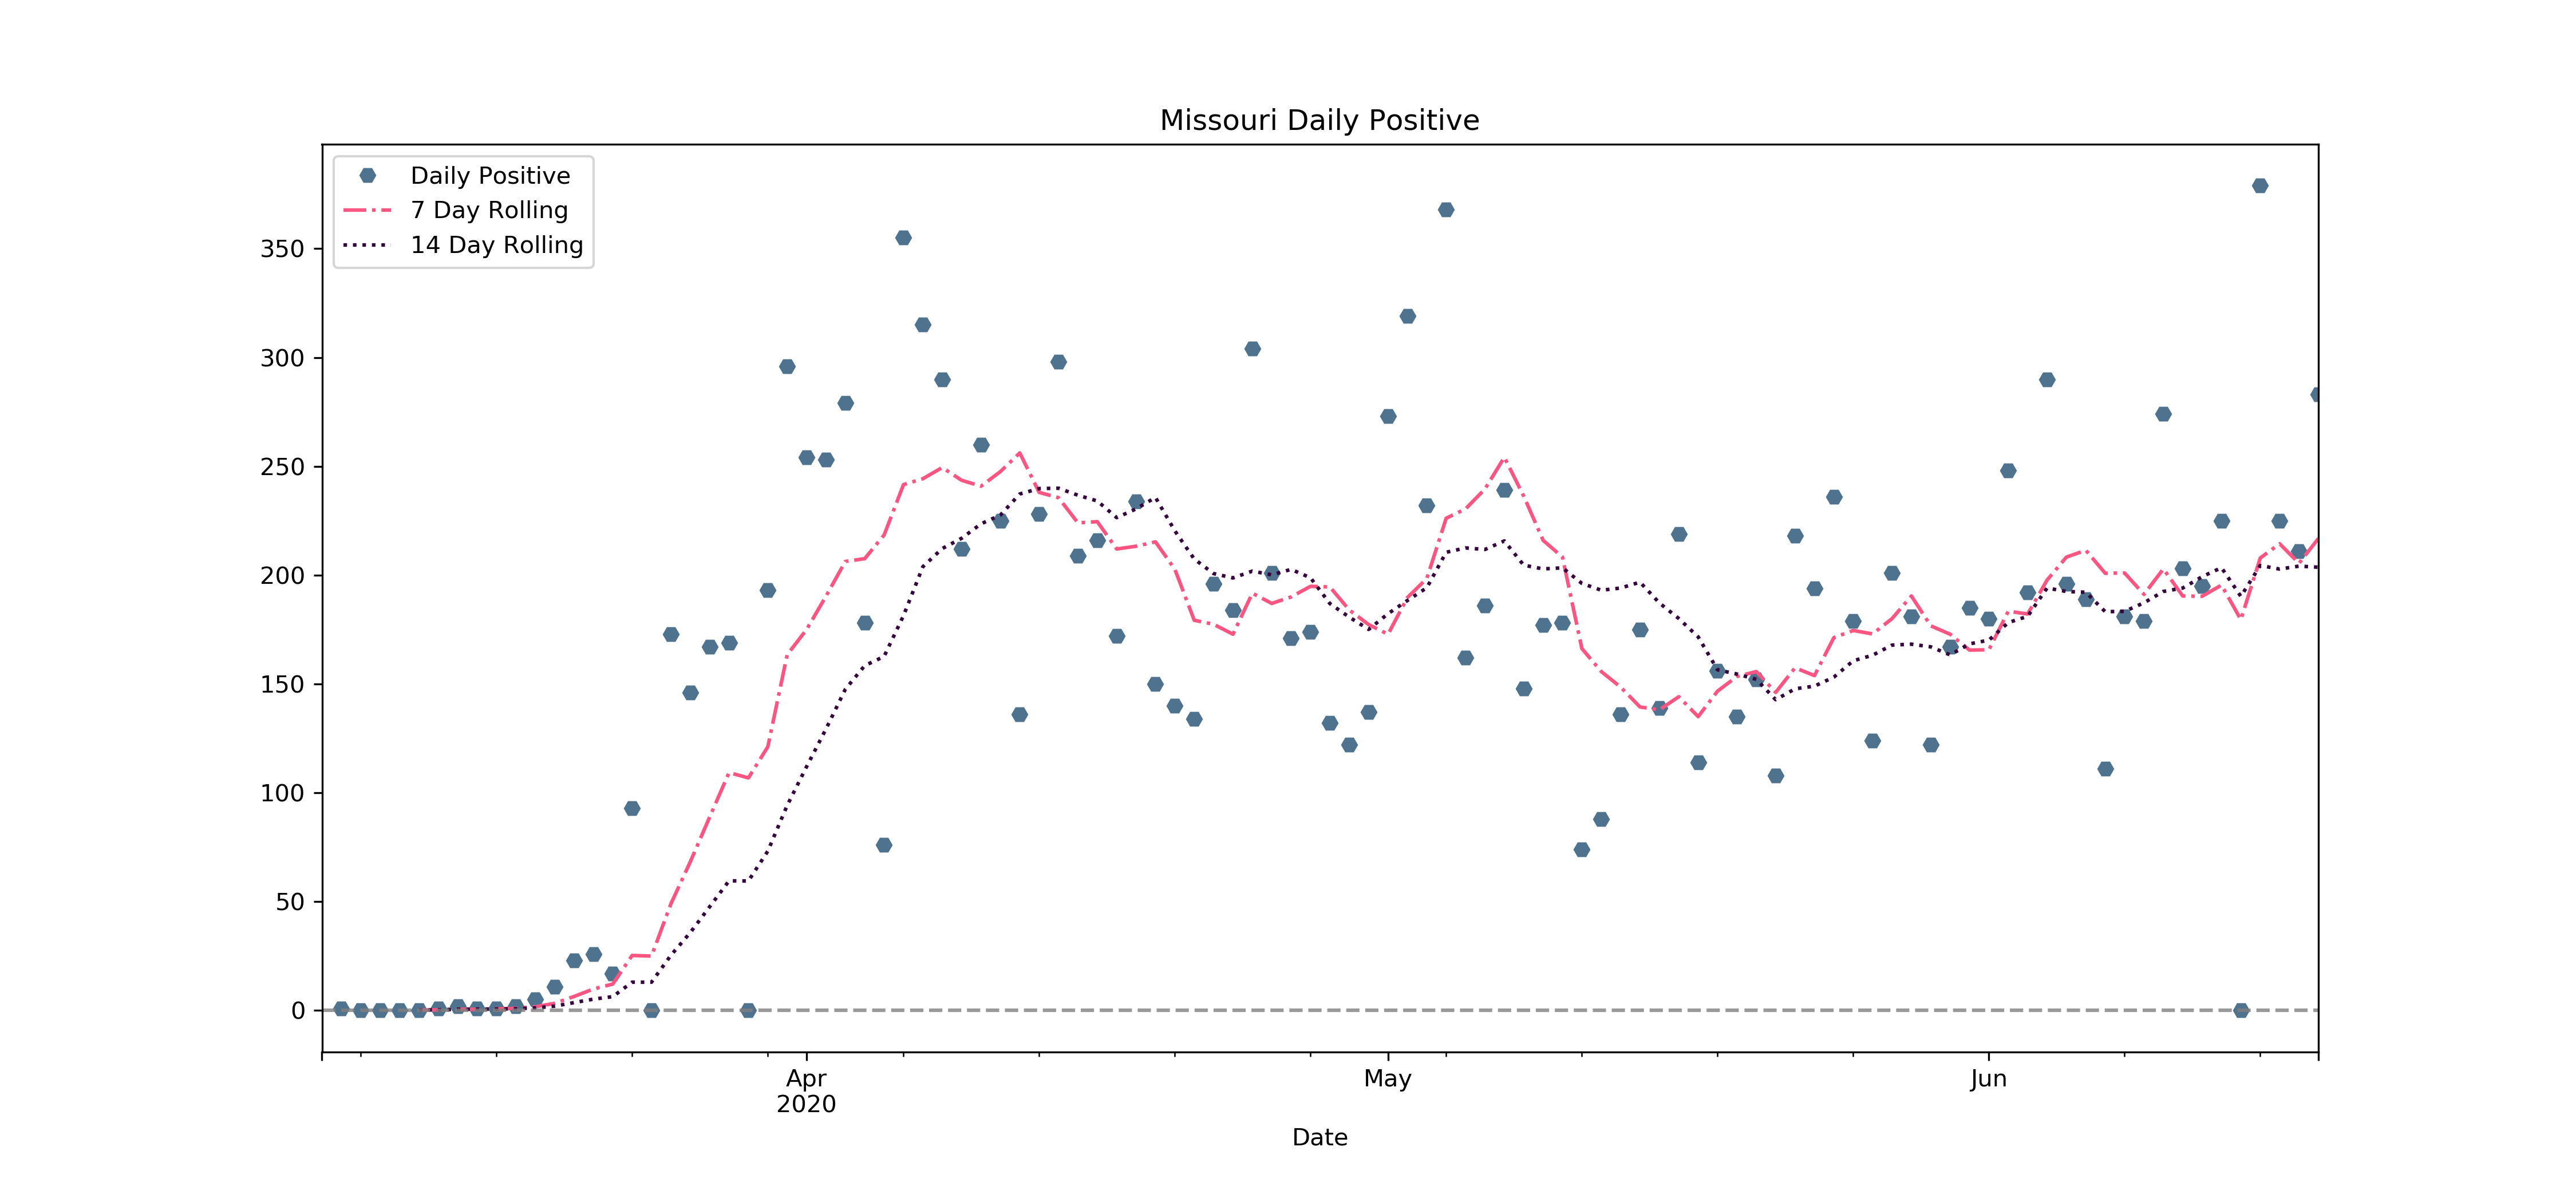 Missouri Daily Positive
Daily Positive
7 Day Rolling
14 Day Rolling
350
300
250
200
150
100
50
0
Apr
2020
May
Jun
Date